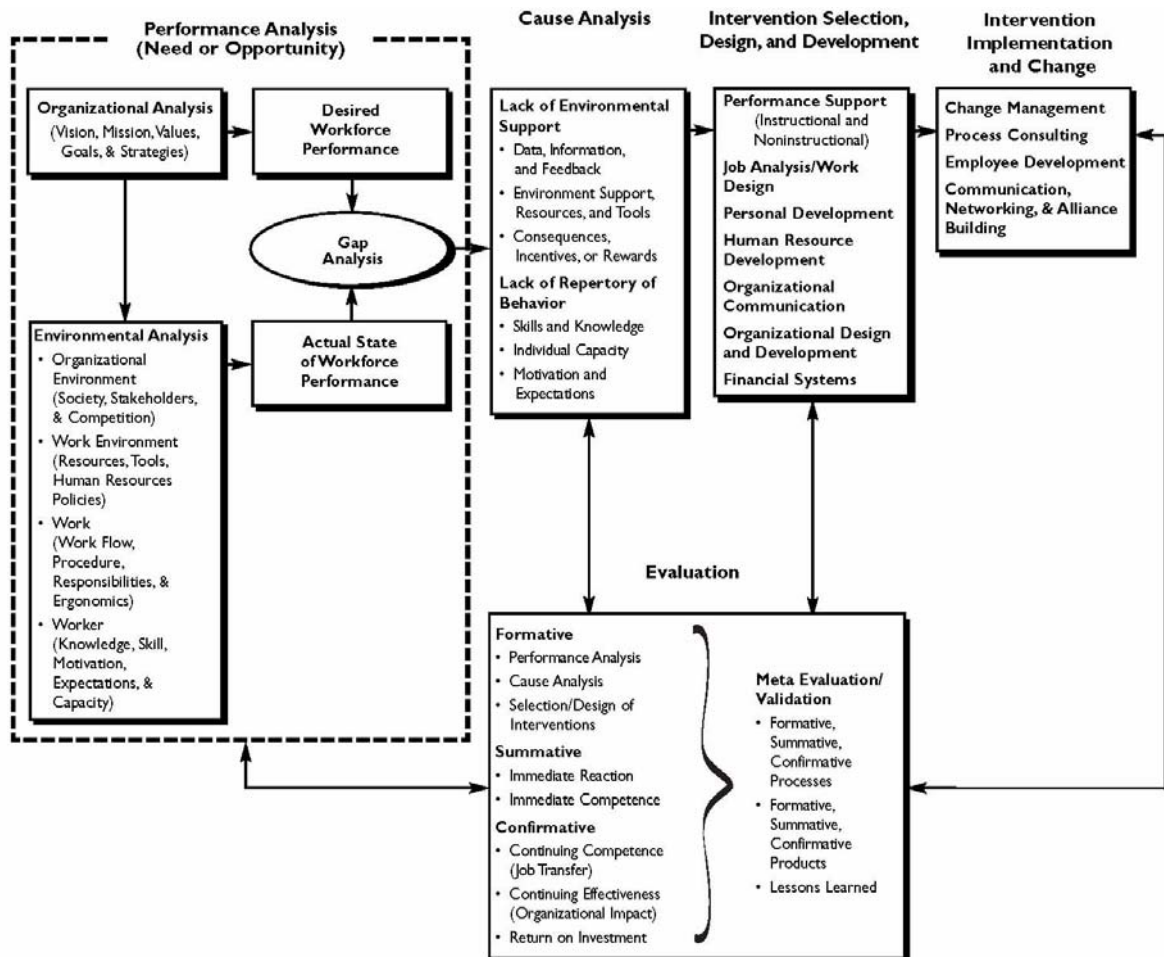 Performance Analysis
(Need or Opportunity)
Organizational Analysis
(Vision, Mission, Values,
Goals, & Strategies)
Desired
Workforce
Performance
Gap
Analysis
Environmental Analysis
• Organizational
Environment
(Society, Stakeholders,
& Competition)
• Work Environment
(Resources, Tools,
Human Resources
Policies)
• Work
(Work Flow,
Procedure,
Responsibilities, &
Ergonomics)
• Worker
(Knowledge, Skill,
Motivation,
Expectations, &
Capacity)
Actual State
of Workforce
Performance
Cause Analysis
Lack of Environmental
Support
• Data, Information,
and Feedback
• Environment Support,
Resources, and Tools
• Consequences,
Incentives, or Rewards
Lack of Repertory of
Behavior
• Skills and Knowledge
• Individual Capacity
• Motivation and
Expectations
Intervention Selection,
Design, and Development
Performance Support
(Instructional and
Noninstructional)
Job Analysis/Work
Design
Personal Development
Human Resource
Development
Organizational
Communication
Organizational Design
and Development
Financial Systems
Intervention
Implementation
and Change
Change Management
Process Consulting
Employee Development
Communication,
Networking, & Alliance
Building
Evaluation
Formative
• Performance Analysis
• Cause Analysis
• Selection/Design of
Interventions
Summative
• Immediate Reaction
• Immediate Competence
Confirmative
• Continuing Competence
(Job Transfer)
• Continuing Effectiveness
(Organizational Impact)
• Return on Investment
Meta Evaluation/
Validation
• Formative,
Summative,
Confirmative
Processes
• Formative,
Summative,
Confirmative
Products
• Lessons Learned